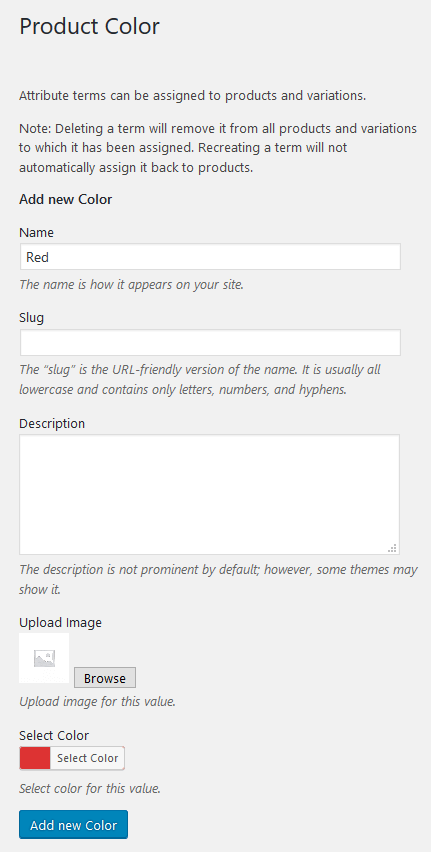 Product Color
Attribute terms can be assigned to products and variations.
Note: Deleting a term will remove it from all products and variations
to which it has been assigned. Recreating a term will not
automatically assign it back to products.
Add new Color
Name
Red
The name is how it appears on your site.
Slug
The “slug” is the URL-friendly version of the name. It is usually all
lowercase and contains only letters, numbers, and hyphens.
Description
The description is not prominent by default; however, some themes may
show it.
Upload Image
Browse
Upload image for this value.
Select Color
Select Color
Select color for this value.
Add new Color